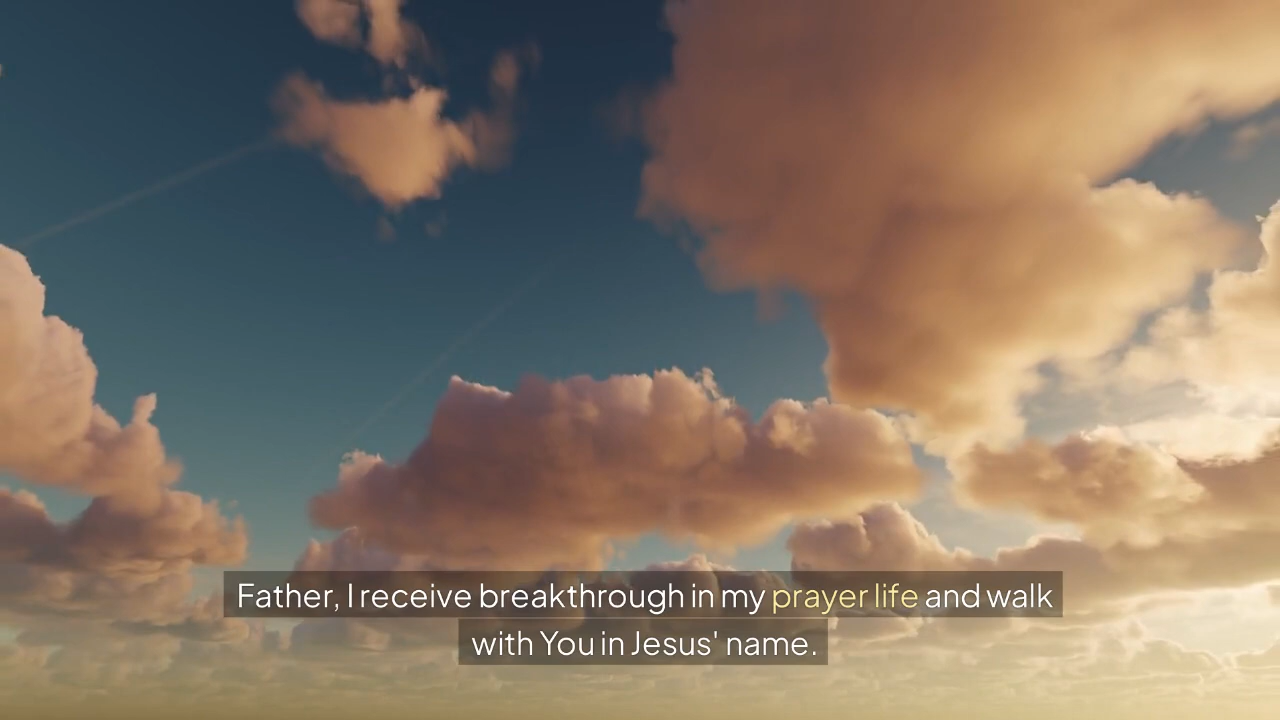 Father, I receive breakthrough in my prayer life and walk
with You in Jesus' name.